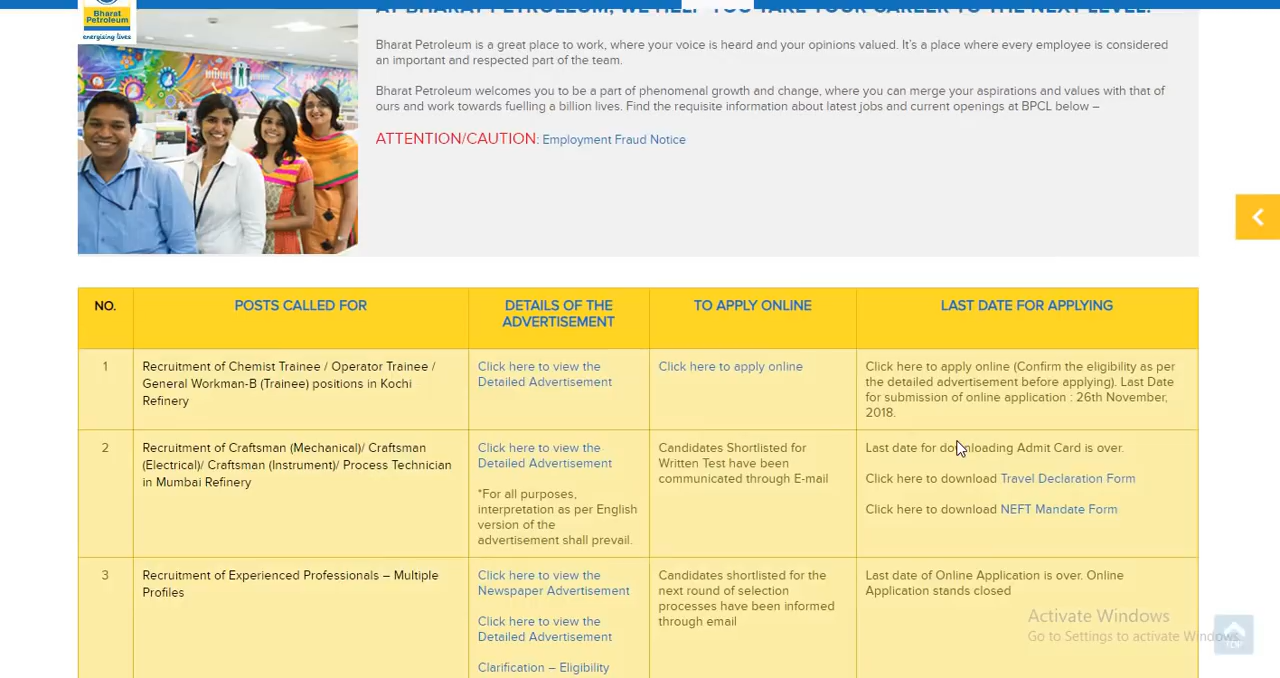 Bharat
Petroleum
energising lives
AT BHARAT PETROLEUM, WE HELP YOU TAKE YOUR CAREER TO THE NEXT LEVEL.
Bharat Petroleum is a great place to work, where your voice is heard and your opinions valued. It's a place where every employee is considered
an important and respected part of the team.
Bharat Petroleum welcomes you to be a part of phenomenal growth and change, where you can merge your aspirations and values with that of
ours and work towards fuelling a billion lives. Find the requisite information about latest jobs and current openings at BPCL below –
ATTENTION/CAUTION: Employment Fraud Notice
NO.
POSTS CALLED FOR
DETAILS OF THE
ADVERTISEMENT
TO APPLY ONLINE
LAST DATE FOR APPLYING
1
Recruitment of Chemist Trainee / Operator Trainee /
General Workman-B (Trainee) positions in Kochi
Refinery
Click here to view the
Detailed Advertisement
Click here to apply online
Click here to apply online (Confirm the eligibility as per
the detailed advertisement before applying). Last Date
for submission of online application : 26th November,
2018.
2
Recruitment of Craftsman (Mechanical)/ Craftsman
(Electrical)/ Craftsman (Instrument)/ Process Technician
in Mumbai Refinery
Click here to view the
Detailed Advertisement
*For all purposes,
interpretation as per English
version of the
advertisement shall prevail.
Candidates Shortlisted for
Written Test have been
communicated through E-mail
Last date for downloading Admit Card is over.
Click here to download Travel Declaration Form
Click here to download NEFT Mandate Form
3
Recruitment of Experienced Professionals – Multiple
Profiles
Click here to view the
Newspaper Advertisement
Click here to view the
Detailed Advertisement
Clarification – Eligibility
Candidates shortlisted for the
next round of selection
processes have been informed
through email
Last date of Online Application is over. Online
Application stands closed
Activate Windows
Go to Settings to activate Windows.
TOP